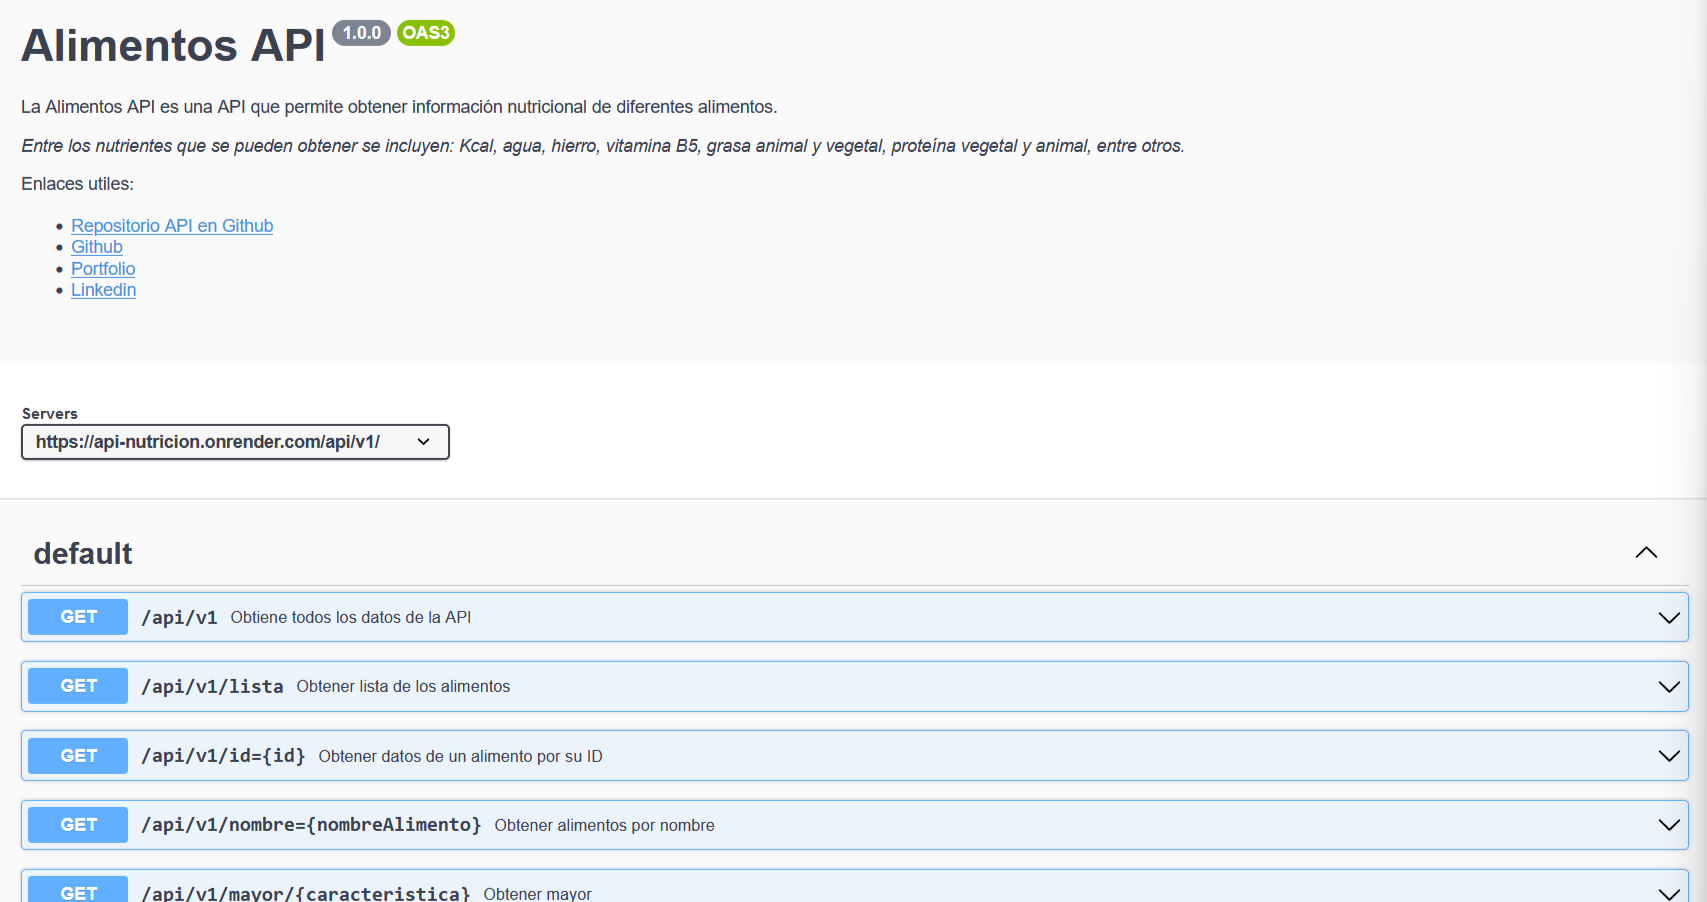 Alimentos API 1.0.0 OAS3
La Alimentos API es una API que permite obtener información nutricional de diferentes alimentos.
Entre los nutrientes que se pueden obtener se incluyen: Kcal, agua, hierro, vitamina B5, grasa animal y vegetal, proteína vegetal y animal, entre otros.
Enlaces utiles:
Repositorio API en Github
Github
Portfolio
Linkedin
Servers
https://api-nutricion.onrender.com/api/v1/
default
GET /api/v1 Obtiene todos los datos de la API
GET /api/v1/lista Obtener lista de los alimentos
GET /api/v1/id={id} Obtener datos de un alimento por su ID
GET /api/v1/nombre={nombreAlimento} Obtener alimentos por nombre
GET /api/v1/mayor/{caracteristica} Obtener mayor